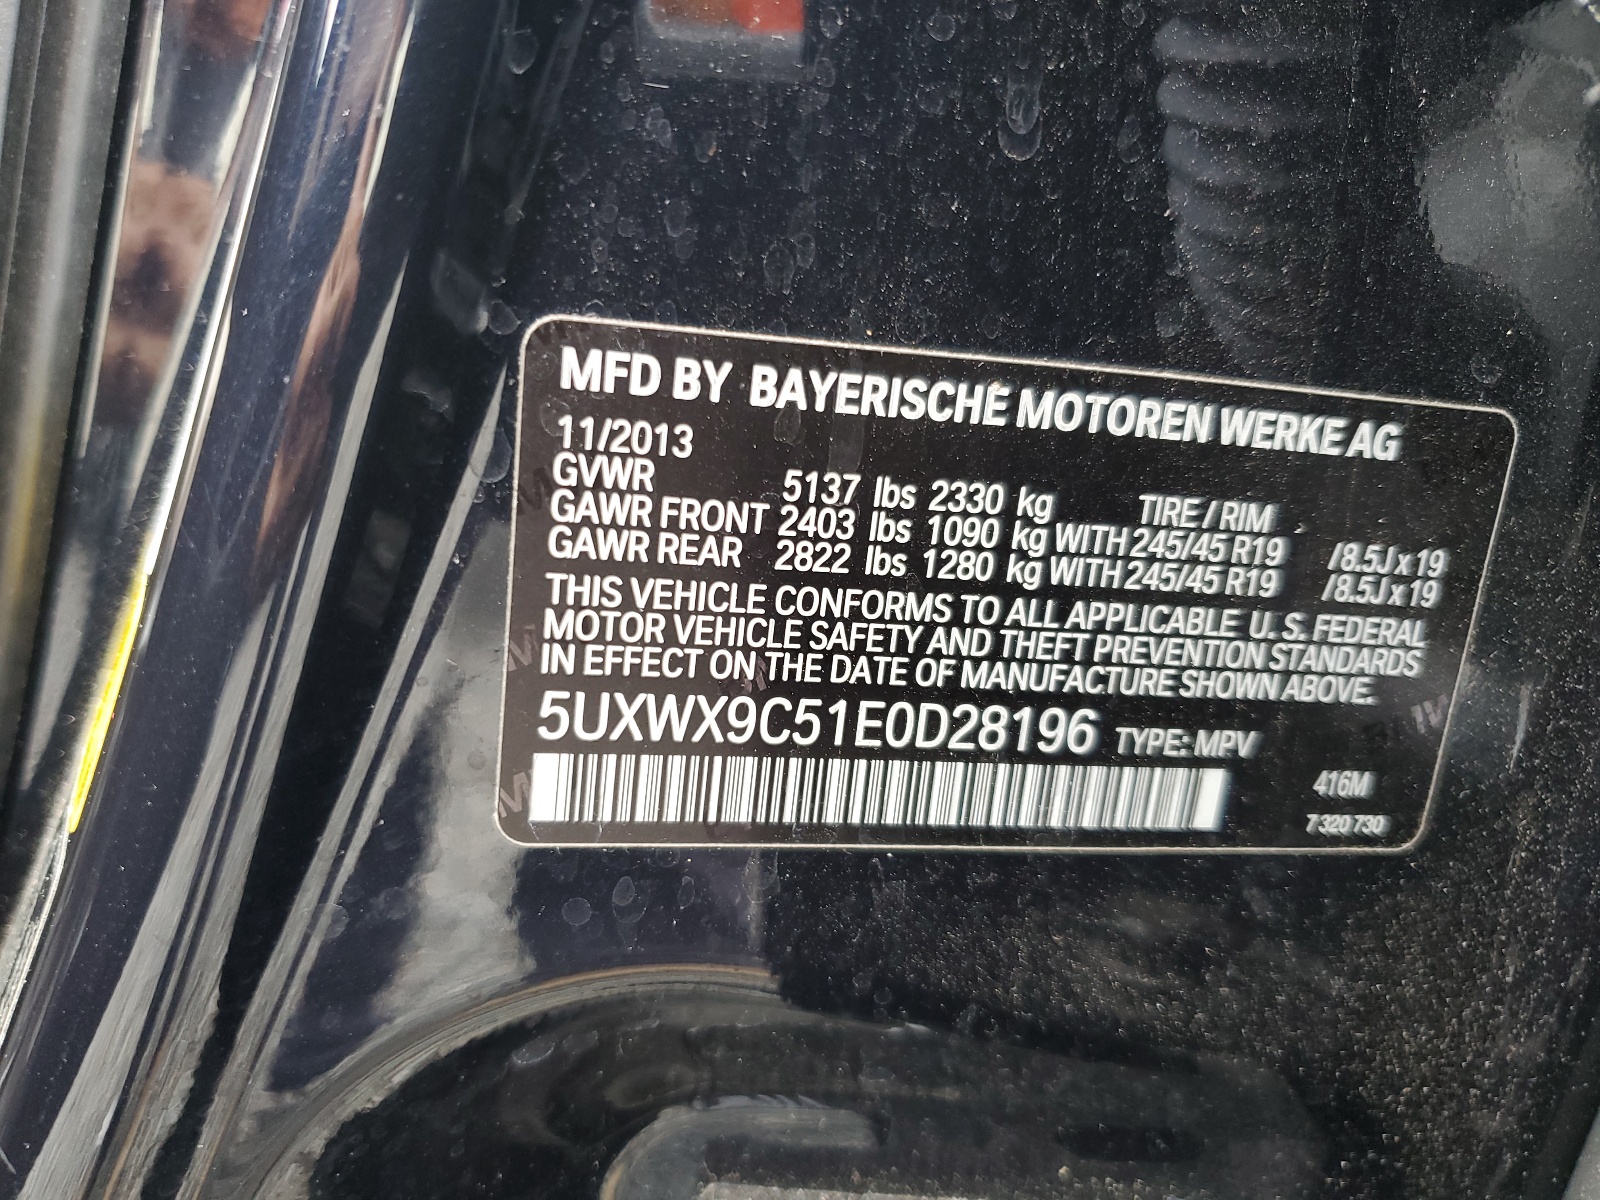 MFD BY BAYERISCHE MOTOREN WERKE AG
11/2013
GVWR 5137 lbs 2330 kg TIRE / RIM
GAWR FRONT 2403 lbs 1090 kg WITH 245/45 R19 /8.5J x 19
GAWR REAR 2822 lbs 1280 kg WITH 245/45 R19 /8.5J x 19
THIS VEHICLE CONFORMS TO ALL APPLICABLE U. S. FEDERAL
MOTOR VEHICLE SAFETY AND THEFT PREVENTION STANDARDS
IN EFFECT ON THE DATE OF MANUFACTURE SHOWN ABOVE.
5UXWX9C51E0D28196 TYPE: MPV
416M
7 320 730